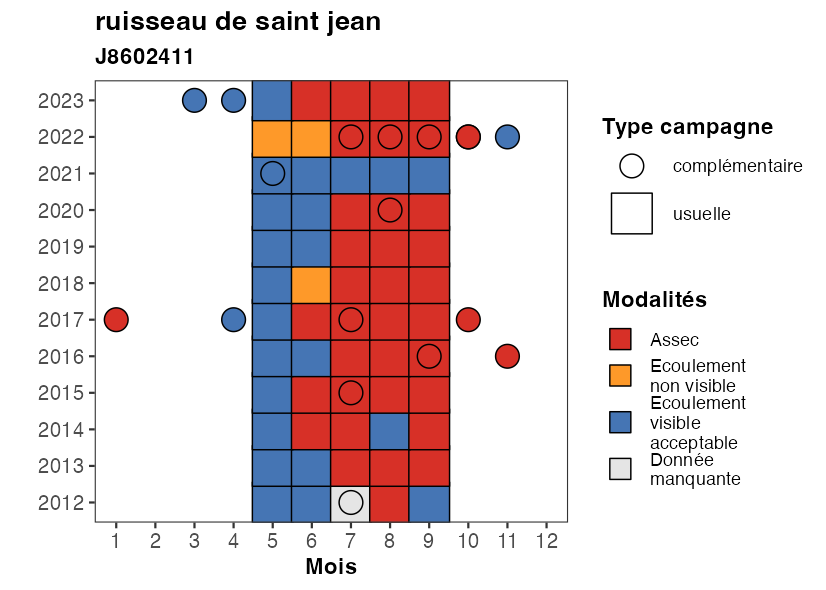 ruisseau de saint jean
J8602411
2023
2022
2021
2020
2019
2018
2017
2016
2015
2014
2013
2012
1 2 3 4 5 6 7 8 9 10 11 12
Mois
Type campagne
complémentaire
usuelle
Modalités
Assec
Ecoulement
non visible
Ecoulement
visible
acceptable
Donnée
manquante